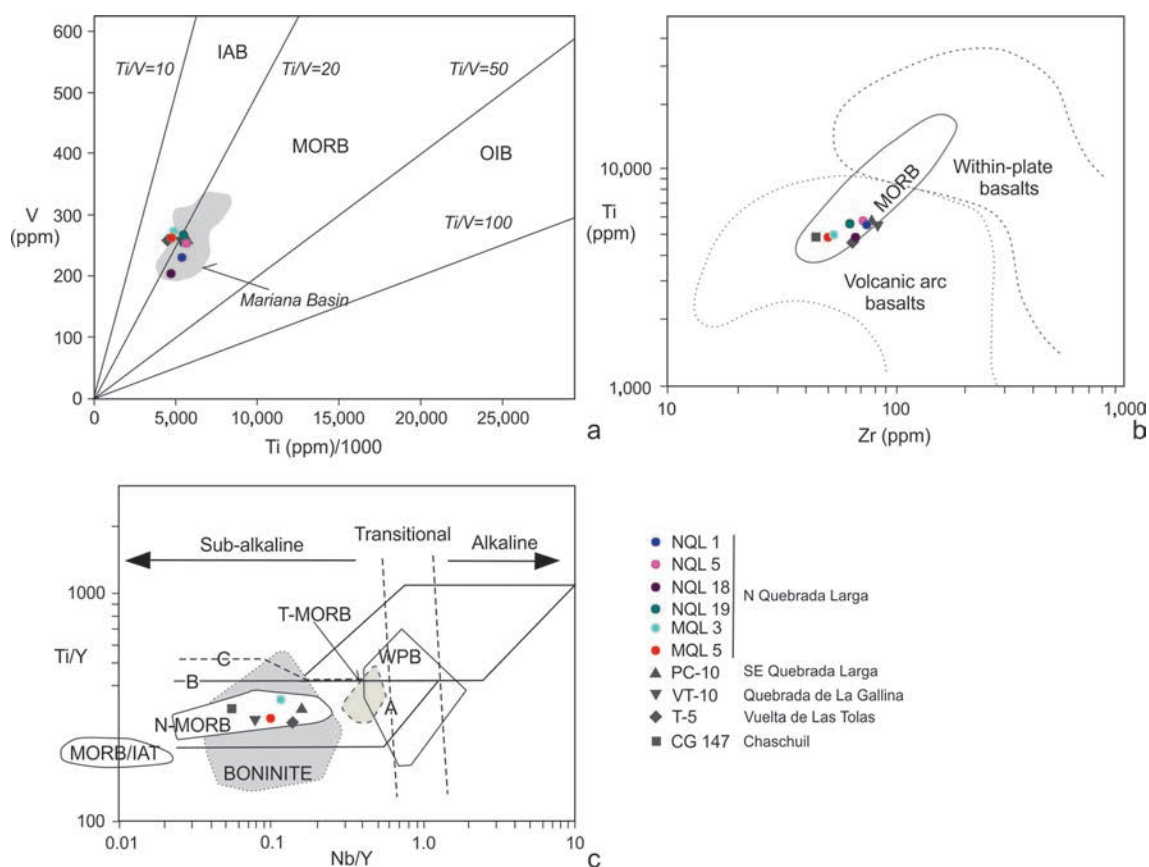 600
500
400
300
200
100
0
V
(ppm)
IAB
Ti/V=10
Ti/V=20
Ti/V=50
MORB
OIB
Ti/V=100
Mariana Basin
0
5,000
10,000
15,000
20,000
25,000
Ti (ppm)/1000
a
10,000
Ti
(ppm)
1,000
MORB
Within-plate
basalts
Volcanic arc
basalts
10
100
1,000
Zr (ppm)
b
Sub-alkaline
Transitional
Alkaline
1000
Ti/Y
100
T-MORB
WPB
C
B
A
N-MORB
MORB/IAT
BONINITE
0.01
0.1
1.0
10
Nb/Y
c
NQL 1
NQL 5
NQL 18
NQL 19
MQL 3
MQL 5
N Quebrada Larga
PC-10 SE Quebrada Larga
VT-10 Quebrada de La Gallina
T-5 Vuelta de Las Tolas
CG 147 Chaschuil